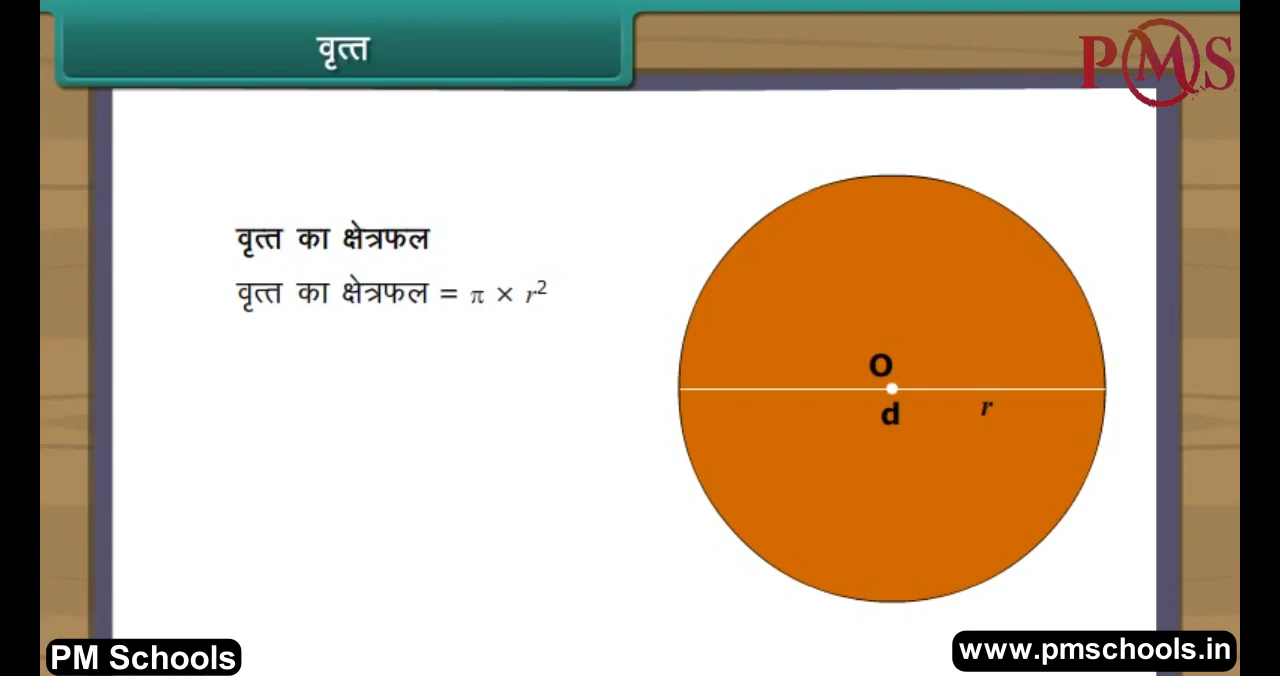 वृत्त
PMS
वृत्त का क्षेत्रफल
वृत्त का क्षेत्रफल = π × r²
O
d
r
PM Schools
www.pmschools.in